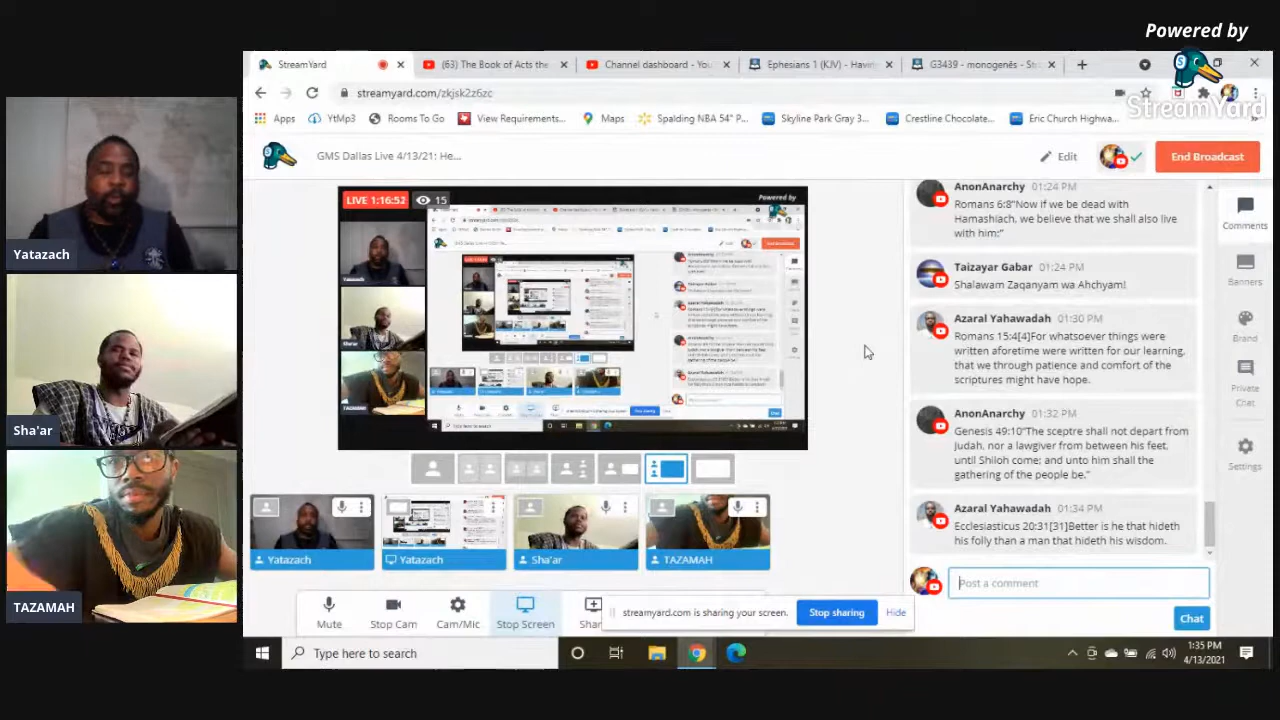 Powered by
StreamYard
StreamYard
(63) The Book of Acts the
Channel dashboard - You
Ephesians 1 (KJV) - Haven
G3439 - monogenēs - St
streamyard.com/zkjsk2z6zc
Apps
YtMp3
Rooms To Go
View Requirements...
Maps
Spalding NBA 54" P...
Skyline Park Gray 3...
Crestline Chocolate...
Eric Church Highwa...
GMS Dallas Live 4/13/21: He...
Edit
End Broadcast
Yatazach
Sha'ar
TAZAMAH
LIVE 1:16:52
15
Powered by
Yatazach
Yatazach
Sha'ar
TAZAMAH
Mute
Stop Cam
Cam/Mic
Stop Screen
streamyard.com is sharing your screen.
Stop sharing
Hide
AnonAnarchy 01:24 PM
Romans 6:8"Now if we be dead with
Hamashiach, we believe that we shall also live
with him:"
Taizayar Gabar 01:24 PM
Shalawam Zaqanyam wa Ahchyam!
Azaral Yahawadah 01:30 PM
Romans 15:4[4]For whatsoever things were
written aforetime were written for our learning,
that we through patience and comfort of the
scriptures might have hope.
AnonAnarchy 01:32 PM
Genesis 49:10"The sceptre shall not depart from
Judah, nor a lawgiver from between his feet,
until Shiloh come; and unto him shall the
gathering of the people be."
Azaral Yahawadah 01:34 PM
Ecclesiasticus 20:31[31]Better is he that hideth
his folly than a man that hideth his wisdom.
Post a comment
Chat
Comments
Banners
Brand
Private
Chat
Settings
Type here to search
1:35 PM
4/13/2021